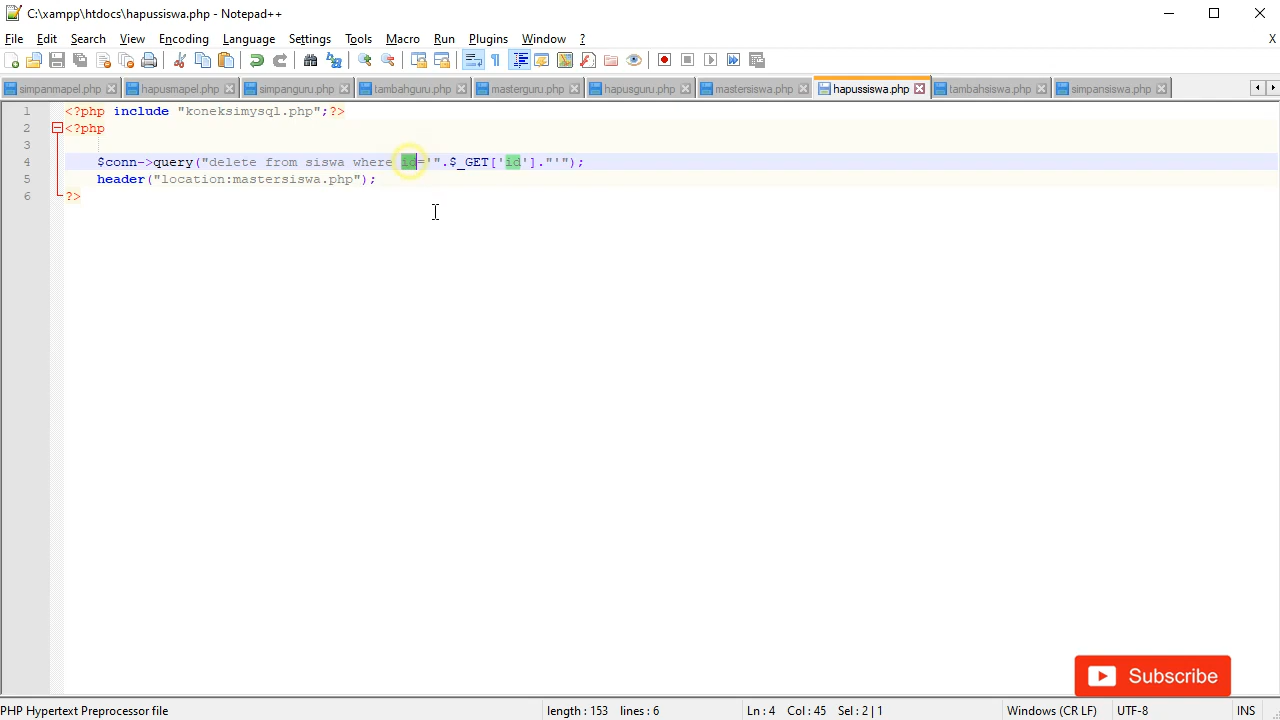 C:\xampp\htdocs\hapussiswa.php - Notepad++
File Edit Search View Encoding Language Settings Tools Macro Run Plugins Window ? X
simpanmapel.php hapusmapel.php simpanguru.php tambahguru.php masterguru.php hapusguru.php mastersiswa.php hapussiswa.php tambahsiswa.php simpansiswa.php
1 <?php include "koneksimysql.php";?>
2 <?php
3
4 $conn->query("delete from siswa where id='".$_GET['id']."'");
5 header("location:mastersiswa.php");
6 ?>
Subscribe
PHP Hypertext Preprocessor file length : 153 lines : 6 Ln : 4 Col : 45 Sel : 2 | 1 Windows (CR LF) UTF-8 INS